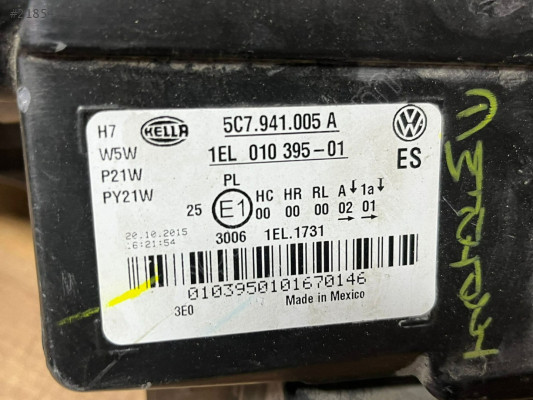 H7 HELLA 5C7.941.005 A
W5W 1EL 010 395-01 ES
P21W PL
PY21W 25 E1 HC HR RL A 1a
00 00 00 02 01
20.10.2015 3006 1EL.1731
16:21:54
0103950101670146
3E0 Made in Mexico